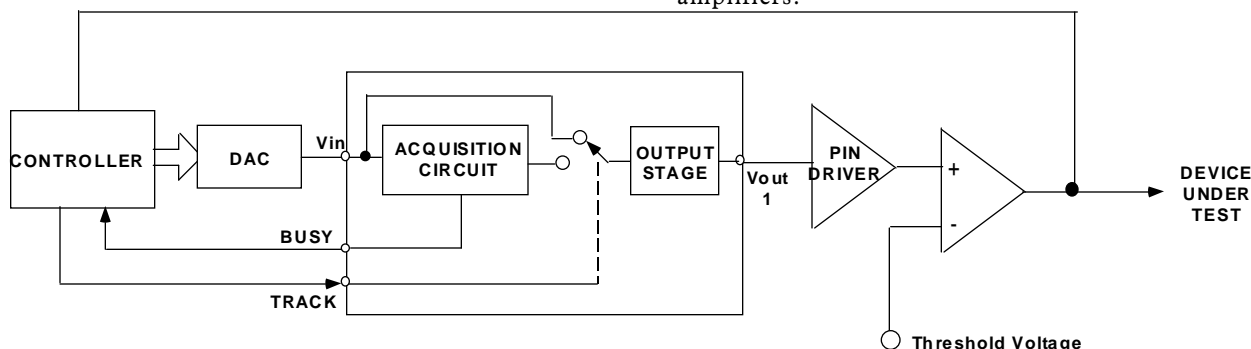 amplifiers.
CONTROLLER
DAC
Vin
ACQUISITION
CIRCUIT
OUTPUT
STAGE
Vout
1
PIN
DRIVER
+
-
DEVICE
UNDER
TEST
BUSY
TRACK
Threshold Voltage